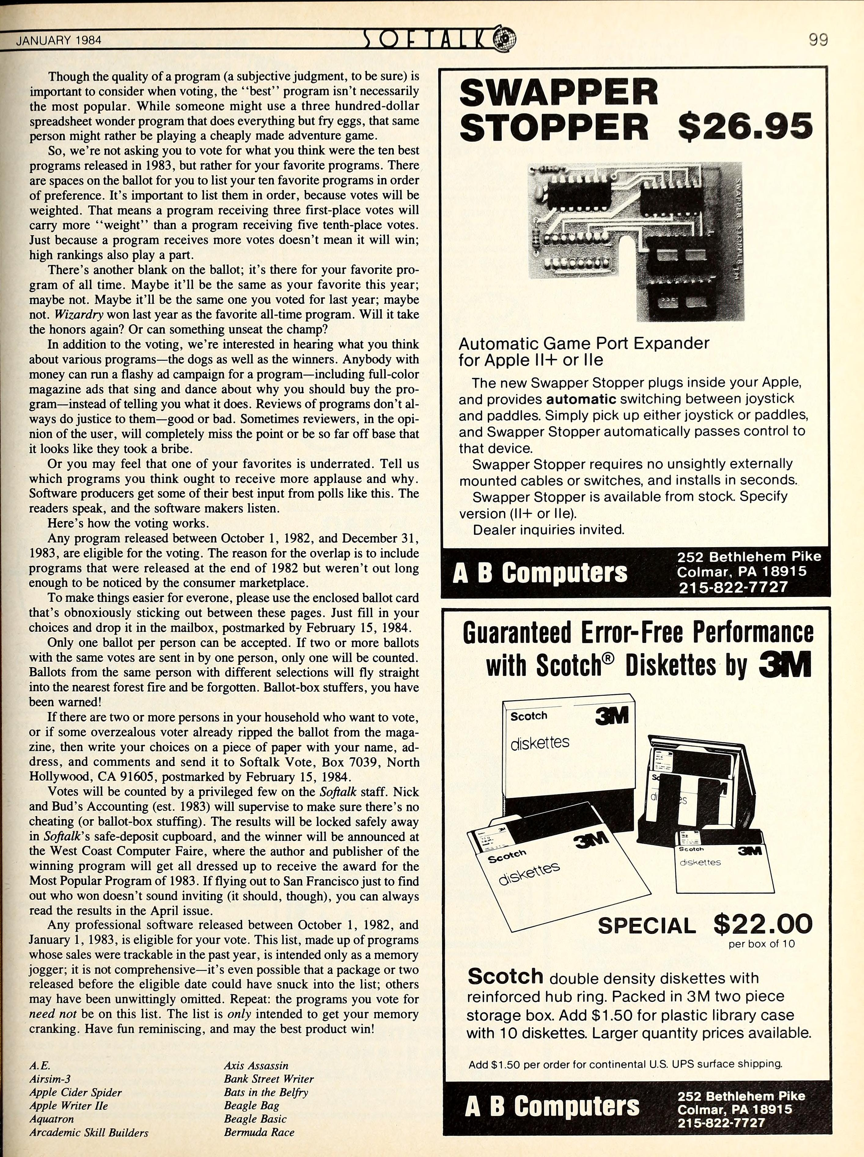 JANUARY 1984
SOFTALK
99
Though the quality of a program (a subjective judgment, to be sure) is
important to consider when voting, the "best" program isn't necessarily
the most popular. While someone might use a three hundred-dollar
spreadsheet wonder program that does everything but fry eggs, that same
person might rather be playing a cheaply made adventure game.
So, we're not asking you to vote for what you think were the ten best
programs released in 1983, but rather for your favorite programs. There
are spaces on the ballot for you to list your ten favorite programs in order
of preference. It's important to list them in order, because votes will be
weighted. That means a program receiving three first-place votes will
carry more "weight" than a program receiving five tenth-place votes.
Just because a program receives more votes doesn't mean it will win;
high rankings also play a part.
There's another blank on the ballot; it's there for your favorite pro-
gram of all time. Maybe it'll be the same as your favorite this year;
maybe not. Maybe it'll be the same one you voted for last year; maybe
not. Wizardry won last year as the favorite all-time program. Will it take
the honors again? Or can something unseat the champ?
In addition to the voting, we're interested in hearing what you think
about various programs—the dogs as well as the winners. Anybody with
money can run a flashy ad campaign for a program—including full-color
magazine ads that sing and dance about why you should buy the pro-
gram—instead of telling you what it does. Reviews of programs don't al-
ways do justice to them—good or bad. Sometimes reviewers, in the opi-
nion of the user, will completely miss the point or be so far off base that
it looks like they took a bribe.
Or you may feel that one of your favorites is underrated. Tell us
which programs you think ought to receive more applause and why.
Software producers get some of their best input from polls like this. The
readers speak, and the software makers listen.
Here's how the voting works.
Any program released between October 1, 1982, and December 31,
1983, are eligible for the voting. The reason for the overlap is to include
programs that were released at the end of 1982 but weren't out long
enough to be noticed by the consumer marketplace.
To make things easier for everone, please use the enclosed ballot card
that's obnoxiously sticking out between these pages. Just fill in your
choices and drop it in the mailbox, postmarked by February 15, 1984.
Only one ballot per person can be accepted. If two or more ballots
with the same votes are sent in by one person, only one will be counted.
Ballots from the same person with different selections will fly straight
into the nearest forest fire and be forgotten. Ballot-box stuffers, you have
been warned!
If there are two or more persons in your household who want to vote,
or if some overzealous voter already ripped the ballot from the maga-
zine, then write your choices on a piece of paper with your name, ad-
dress, and comments and send it to Softalk Vote, Box 7039, North
Hollywood, CA 91605, postmarked by February 15, 1984.
Votes will be counted by a privileged few on the Softalk staff. Nick
and Bud's Accounting (est. 1983) will supervise to make sure there's no
cheating (or ballot-box stuffing). The results will be locked safely away
in Softalk's safe-deposit cupboard, and the winner will be announced at
the West Coast Computer Faire, where the author and publisher of the
winning program will get all dressed up to receive the award for the
Most Popular Program of 1983. If flying out to San Francisco just to find
out who won doesn't sound inviting (it should, though), you can always
read the results in the April issue.
Any professional software released between October 1, 1982, and
January 1, 1983, is eligible for your vote. This list, made up of programs
whose sales were trackable in the past year, is intended only as a memory
jogger; it is not comprehensive—it's even possible that a package or two
released before the eligible date could have snuck into the list; others
may have been unwittingly omitted. Repeat: the programs you vote for
need not be on this list. The list is only intended to get your memory
cranking. Have fun reminiscing, and may the best product win!
A.E.
Airsim-3
Apple Cider Spider
Apple Writer IIe
Aquatron
Arcademic Skill Builders
Axis Assassin
Bank Street Writer
Bats in the Belfry
Beagle Bag
Beagle Basic
Bermuda Race
SWAPPER
STOPPER $26.95
SWAPPER STOPPER TM
Automatic Game Port Expander
for Apple II+ or IIe
The new Swapper Stopper plugs inside your Apple,
and provides automatic switching between joystick
and paddles. Simply pick up either joystick or paddles,
and Swapper Stopper automatically passes control to
that device.
Swapper Stopper requires no unsightly externally
mounted cables or switches, and installs in seconds.
Swapper Stopper is available from stock. Specify
version (II+ or IIe).
Dealer inquiries invited.
A B Computers
252 Bethlehem Pike
Colmar, PA 18915
215-822-7727
Guaranteed Error-Free Performance
with Scotch® Diskettes by 3M
Scotch 3M
diskettes
Scotch 3M
diskettes
Scotch 3M
diskettes
SPECIAL $22.00
per box of 10
Scotch double density diskettes with
reinforced hub ring. Packed in 3M two piece
storage box. Add $1.50 for plastic library case
with 10 diskettes. Larger quantity prices available.
Add $1.50 per order for continental U.S. UPS surface shipping.
A B Computers
252 Bethlehem Pike
Colmar, PA 18915
215-822-7727